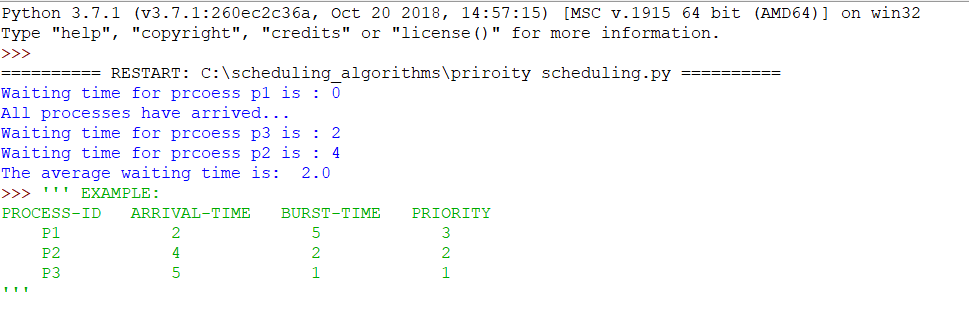 Python 3.7.1 (v3.7.1:260ec2c36a, Oct 20 2018, 14:57:15) [MSC v.1915 64 bit (AMD64)] on win32
Type "help", "copyright", "credits" or "license()" for more information.
>>>
========== RESTART: C:\scheduling_algorithms\priroity scheduling.py ==========
Waiting time for prcoess p1 is : 0
All processes have arrived...
Waiting time for prcoess p3 is : 2
Waiting time for prcoess p2 is : 4
The average waiting time is:  2.0
>>> ''' EXAMPLE:
PROCESS-ID   ARRIVAL-TIME   BURST-TIME   PRIORITY
    P1           2              5            3
    P2           4              2            2
    P3           5              1            1
'''